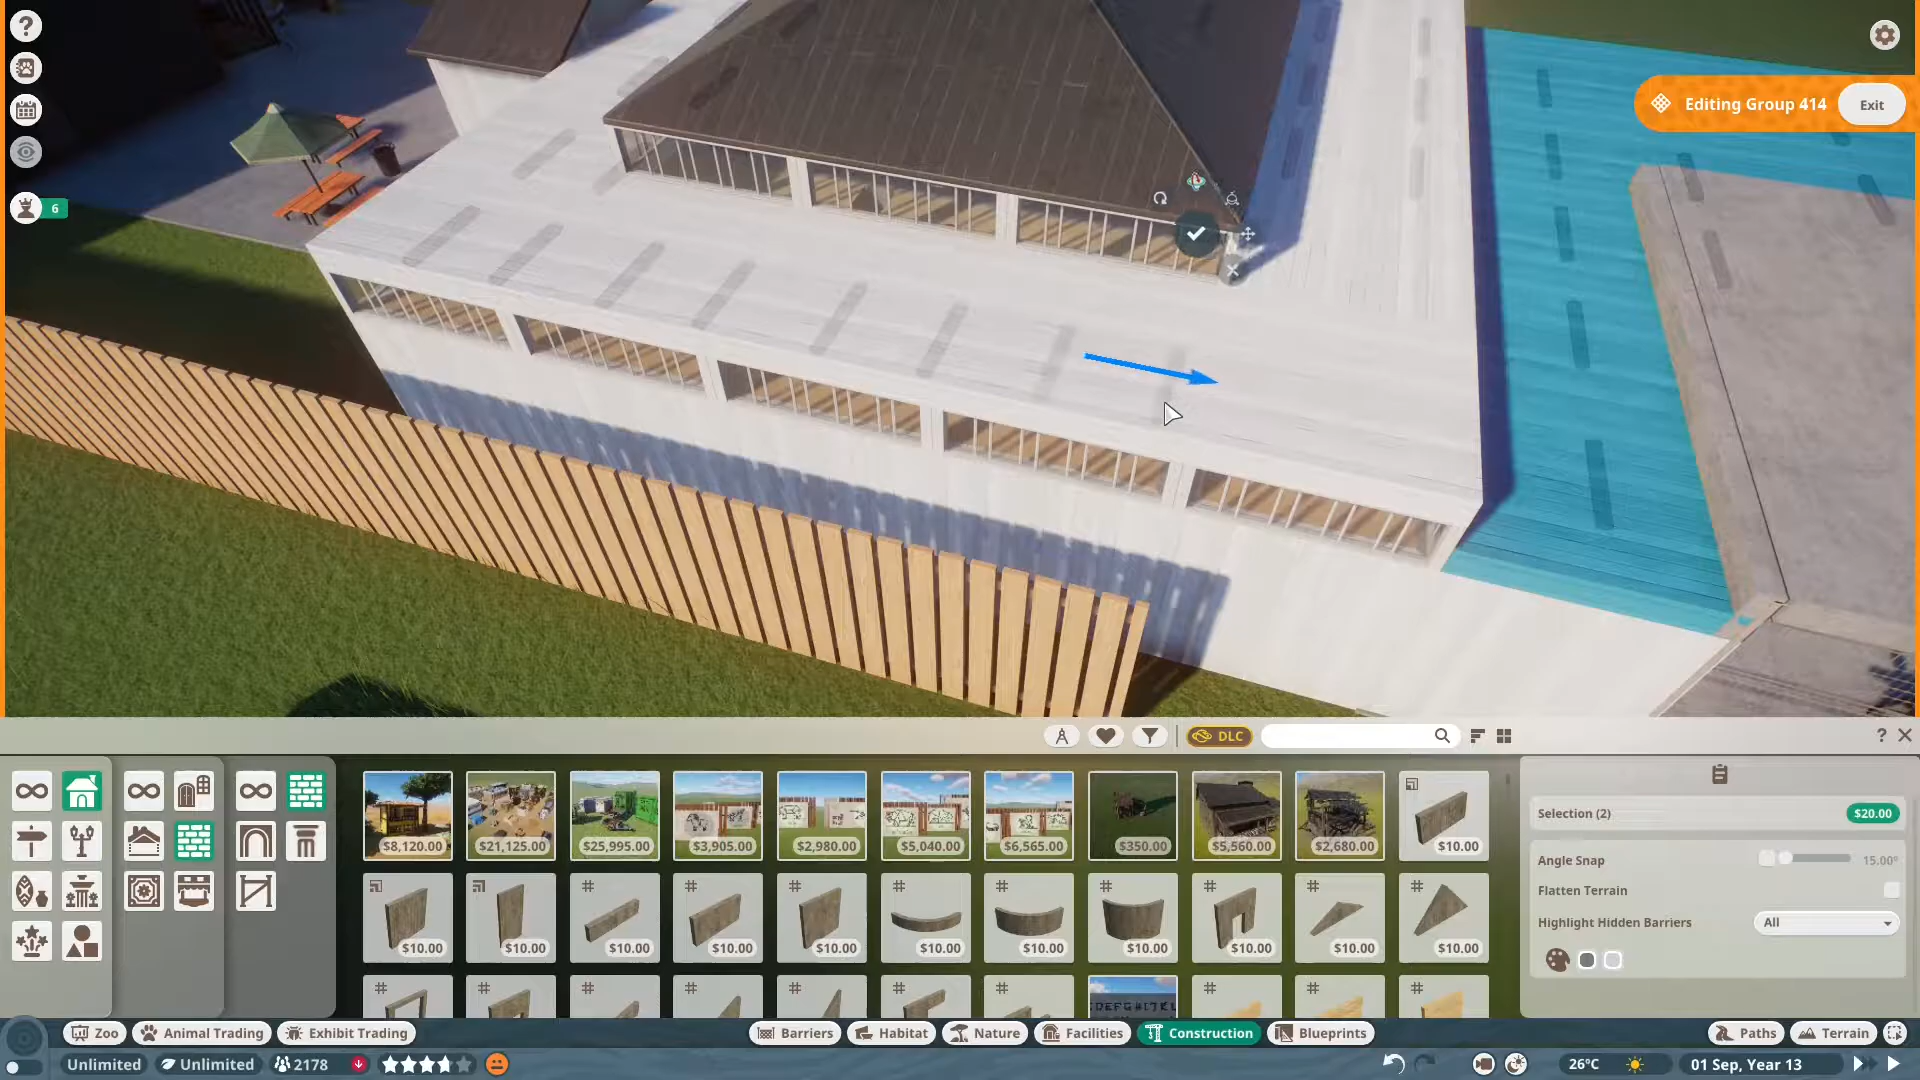 ?
Editing Group 414
Exit
6
DLC
?
$8,120.00
$21,125.00
$25,995.00
$3,905.00
$2,980.00
$5,040.00
$6,565.00
$350.00
$5,560.00
$2,680.00
$10.00
$10.00
$10.00
$10.00
$10.00
$10.00
$10.00
$10.00
$10.00
$10.00
$10.00
$10.00
Selection (2)
$20.00
Angle Snap
15.00°
Flatten Terrain
Highlight Hidden Barriers
All
Zoo
Animal Trading
Exhibit Trading
Barriers
Habitat
Nature
Facilities
Construction
Blueprints
Paths
Terrain
Unlimited
Unlimited
2178
26°C
01 Sep, Year 13